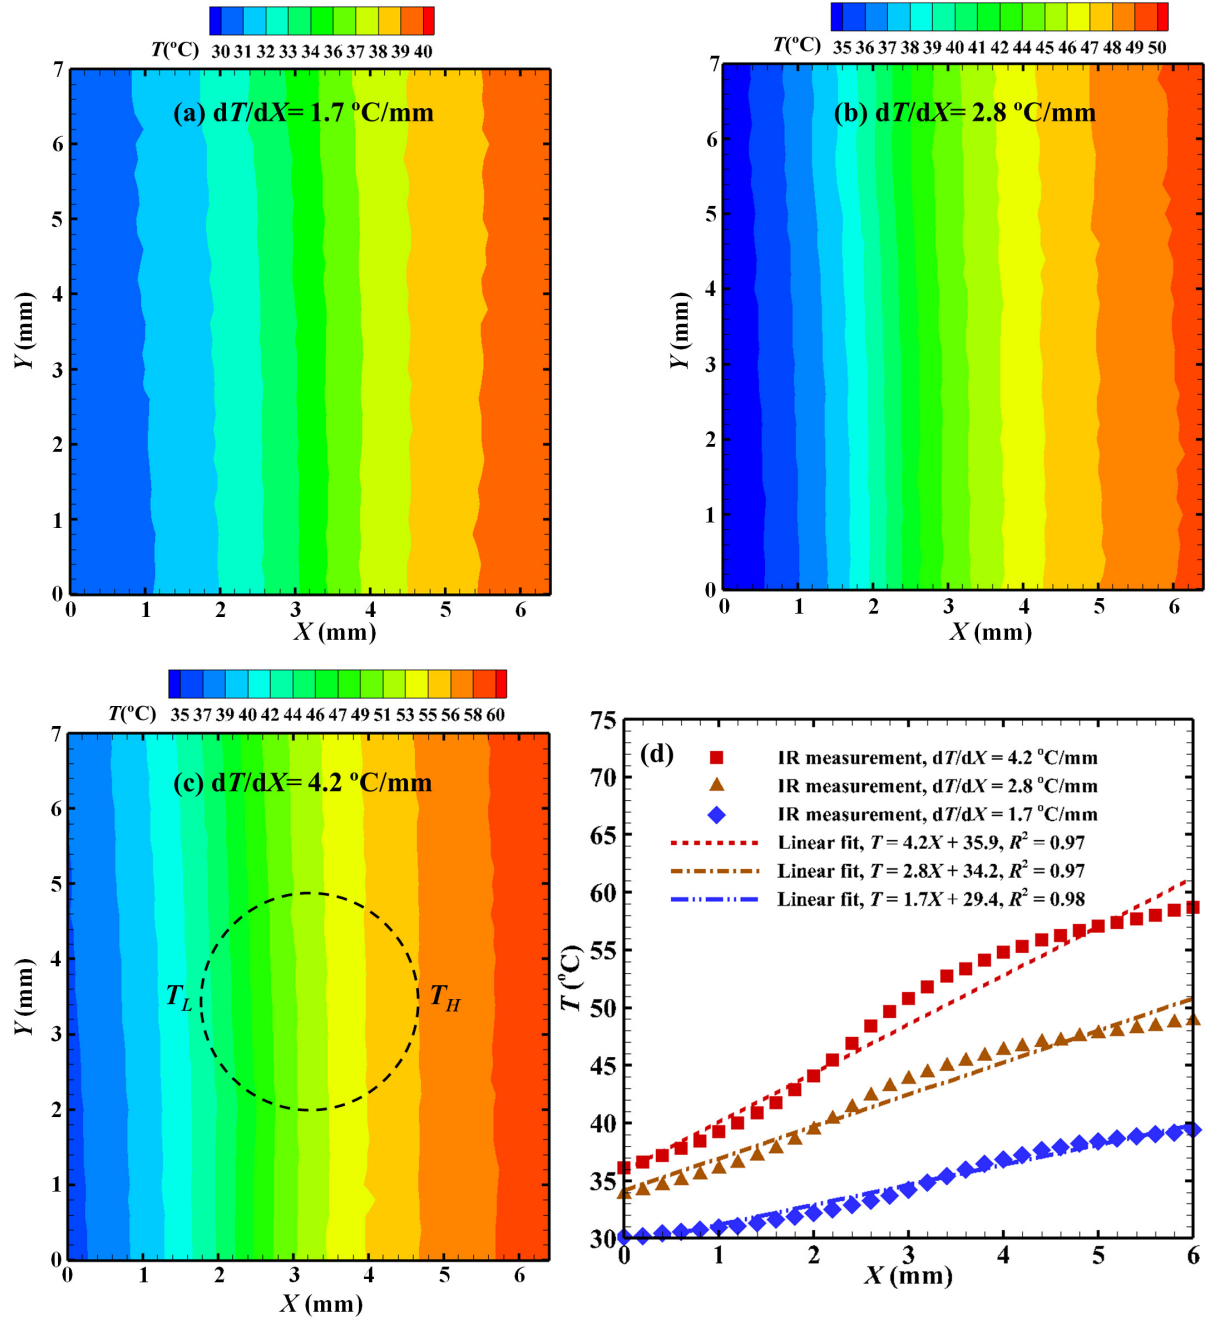 T(°C) 30 31 32 33 34 36 37 38 39 40
(a) dT/dX= 1.7 °C/mm
7
6
5
4
3
2
1
0
Y (mm)
0 1 2 3 4 5 6
X (mm)
T(°C) 35 36 37 38 39 40 41 42 44 45 46 47 48 49 50
(b) dT/dX= 2.8 °C/mm
7
6
5
4
3
2
1
0
Y (mm)
0 1 2 3 4 5 6
X (mm)
T(°C) 35 37 39 40 42 44 46 47 49 51 53 55 56 58 60
(c) dT/dX= 4.2 °C/mm
7
6
5
4
3
2
1
0
Y (mm)
T_L
T_H
0 1 2 3 4 5 6
X (mm)
(d)
IR measurement, dT/dX = 4.2 °C/mm
IR measurement, dT/dX = 2.8 °C/mm
IR measurement, dT/dX = 1.7 °C/mm
Linear fit, T = 4.2X + 35.9, R² = 0.97
Linear fit, T = 2.8X + 34.2, R² = 0.97
Linear fit, T = 1.7X + 29.4, R² = 0.98
75
70
65
60
55
50
45
40
35
30
T (°C)
0 1 2 3 4 5 6
X (mm)